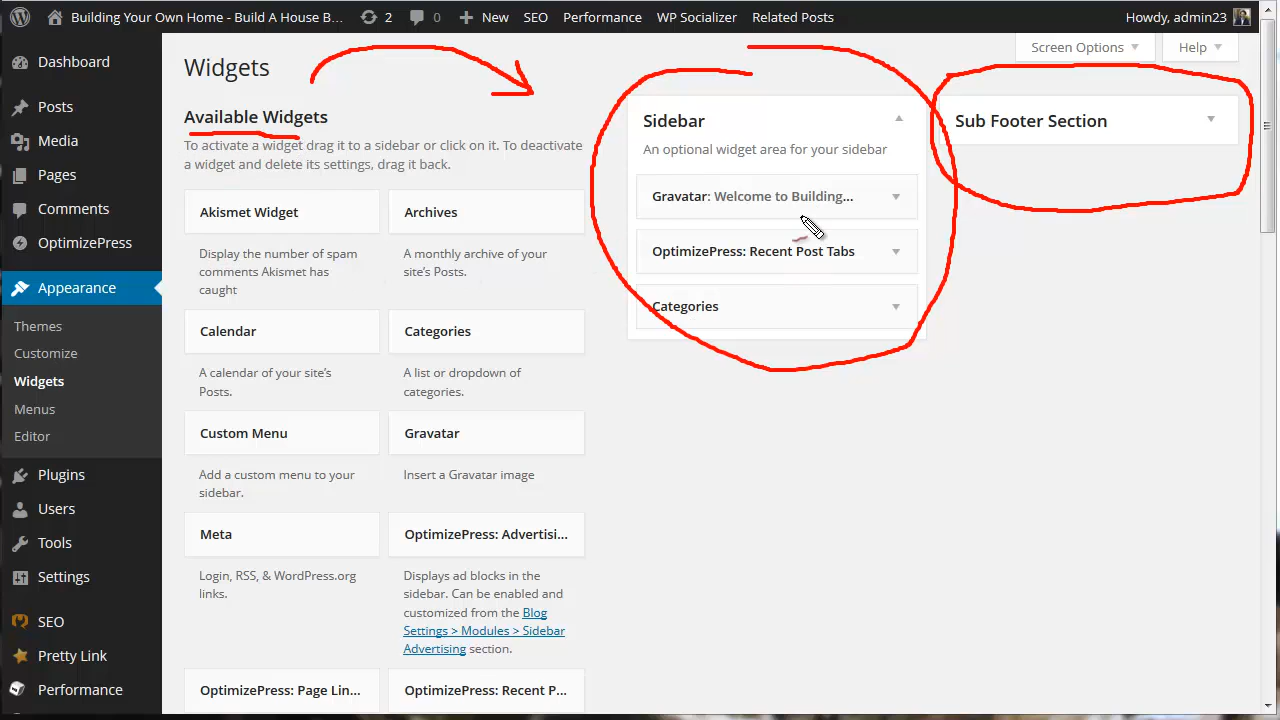 Building Your Own Home - Build A House B... 2 0 New SEO Performance WP Socializer Related Posts Howdy, admin23
Screen Options Help
Dashboard
Posts
Media
Pages
Comments
OptimizePress
Appearance
Themes
Customize
Widgets
Menus
Editor
Plugins
Users
Tools
Settings
SEO
Pretty Link
Performance
Widgets
Available Widgets
To activate a widget drag it to a sidebar or click on it. To deactivate
a widget and delete its settings, drag it back.
Akismet Widget
Display the number of spam
comments Akismet has
caught
Archives
A monthly archive of your
site's Posts.
Calendar
A calendar of your site's
Posts.
Categories
A list or dropdown of
categories.
Custom Menu
Add a custom menu to your
sidebar.
Gravatar
Insert a Gravatar image
Meta
Login, RSS, & WordPress.org
links.
OptimizePress: Advertisi...
Displays ad blocks in the
sidebar. Can be enabled and
customized from the Blog
Settings > Modules > Sidebar
Advertising section.
OptimizePress: Page Lin...
OptimizePress: Recent P...
Sidebar
An optional widget area for your sidebar
Gravatar: Welcome to Building...
OptimizePress: Recent Post Tabs
Categories
Sub Footer Section